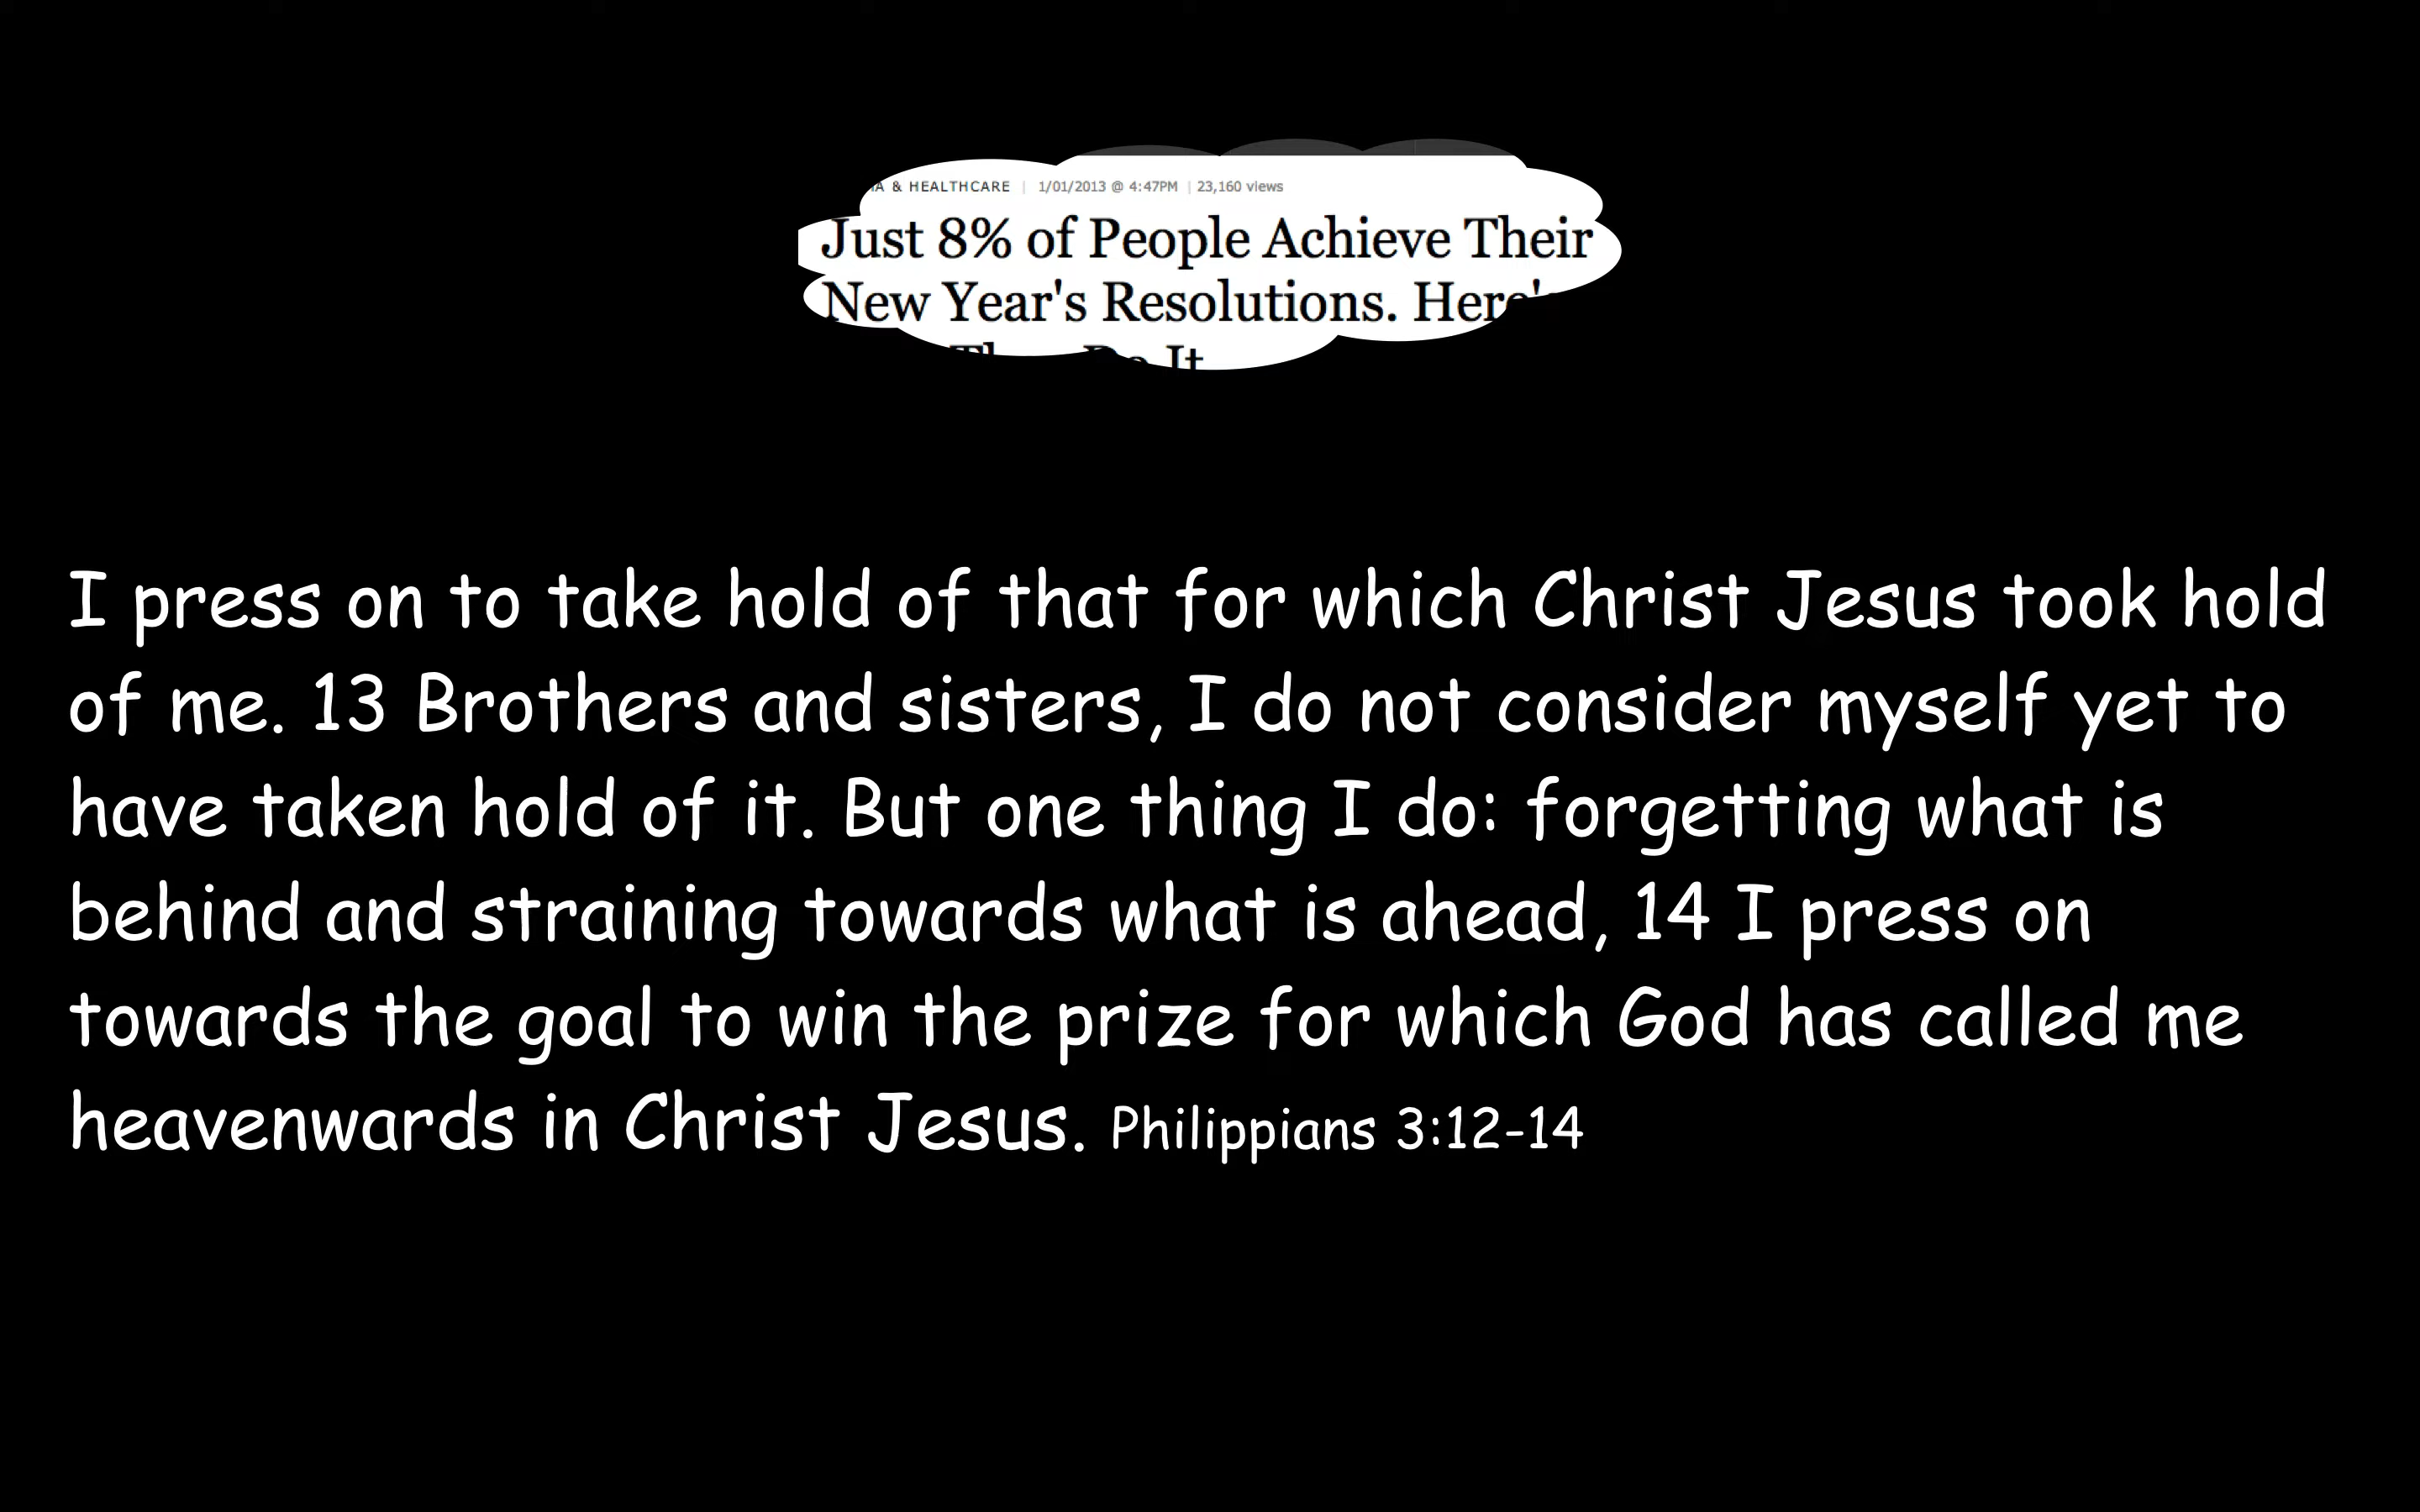 & HEALTHCARE | 1/01/2013 @ 4:47PM | 23,160 views
Just 8% of People Achieve Their
New Year's Resolutions. Here's
It
I press on to take hold of that for which Christ Jesus took hold
of me. 13 Brothers and sisters, I do not consider myself yet to
have taken hold of it. But one thing I do: forgetting what is
behind and straining towards what is ahead, 14 I press on
towards the goal to win the prize for which God has called me
heavenwards in Christ Jesus. Philippians 3:12-14